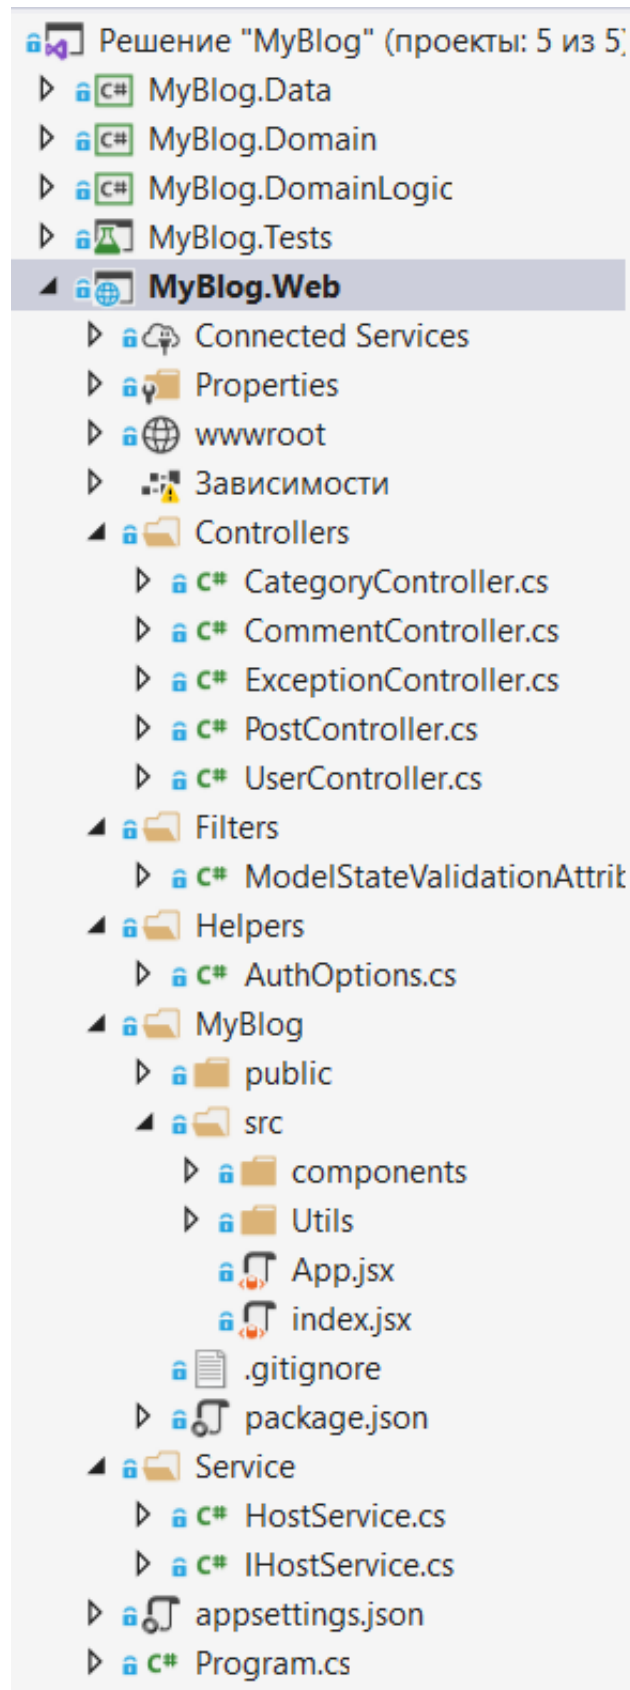 Решение "MyBlog" (проекты: 5 из 5)
C# MyBlog.Data
C# MyBlog.Domain
C# MyBlog.DomainLogic
MyBlog.Tests
MyBlog.Web
Connected Services
Properties
wwwroot
Зависимости
Controllers
C# CategoryController.cs
C# CommentController.cs
C# ExceptionController.cs
C# PostController.cs
C# UserController.cs
Filters
C# ModelStateValidationAttrib
Helpers
C# AuthOptions.cs
MyBlog
public
src
components
Utils
App.jsx
index.jsx
.gitignore
package.json
Service
C# HostService.cs
C# IHostService.cs
appsettings.json
C# Program.cs